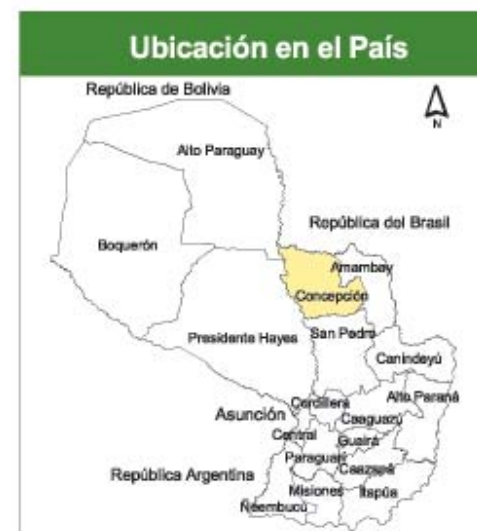 Ubicación en el País
República de Bolivia
N
Alto Paraguay
República del Brasil
Boquerón
Amambay
Concepción
Presidente Hayes
San Pedro
Canindeyú
Cordillera
Alto Paraná
Asunción
Caaguazú
Central
Guairá
Paraguarí
Caazapá
República Argentina
Misiones
Itapúa
Ñeembucú